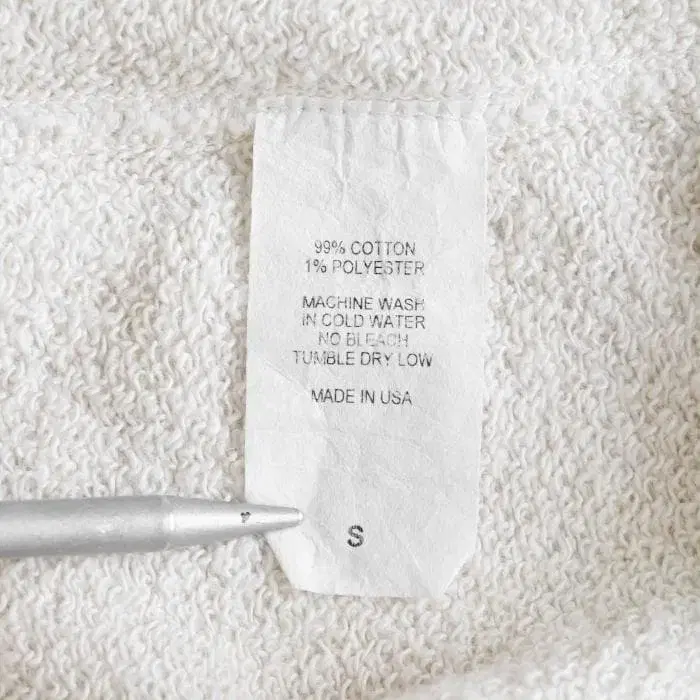 99% COTTON
1% POLYESTER
MACHINE WASH
IN COLD WATER
NO BLEACH
TUMBLE DRY LOW
MADE IN USA
S